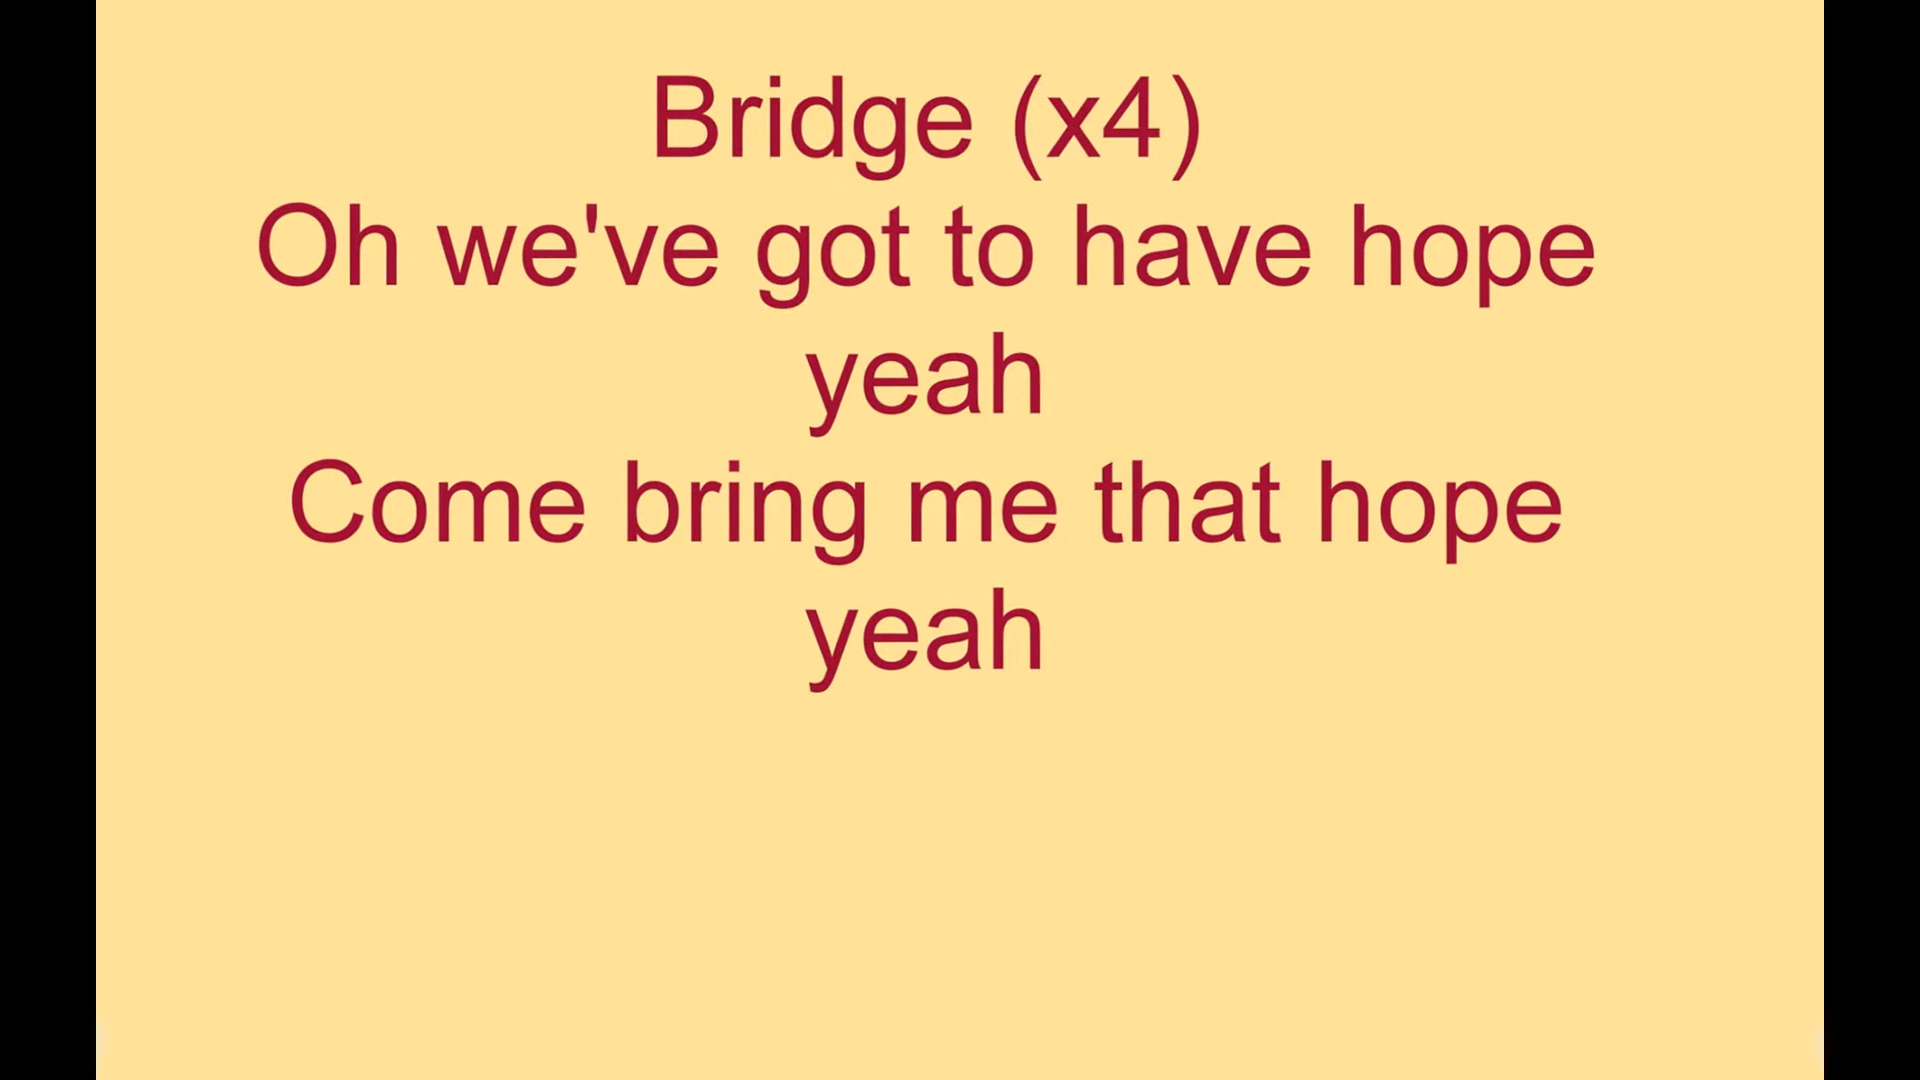 Bridge (x4)
Oh we've got to have hope
yeah
Come bring me that hope
yeah